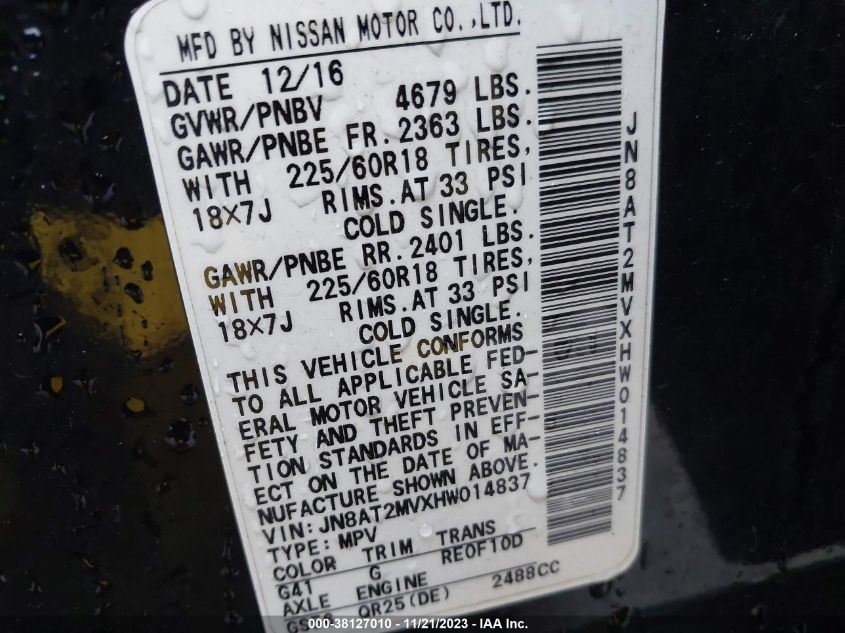 MFD BY NISSAN MOTOR CO.,LTD.
DATE 12/16
GVWR/PNBV 4679 LBS.
GAWR/PNBE FR. 2363 LBS.
WITH 225/60R18 TIRES,
18X7J RIMS.AT 33 PSI
COLD SINGLE.
GAWR/PNBE RR. 2401 LBS.
WITH 225/60R18 TIRES,
18X7J RIMS.AT 33 PSI
COLD SINGLE.
THIS VEHICLE CONFORMS
TO ALL APPLICABLE FED-
ERAL MOTOR VEHICLE SA-
FETY AND THEFT PREVEN-
TION STANDARDS IN EFF-
ECT ON THE DATE OF MA-
NUFACTURE SHOWN ABOVE.
VIN:JN8AT2MVXHW014837
TYPE:MPV
COLOR TRIM TRANS
G41 G RE0F10D
AXLE ENGINE
QR25(DE) 2488CC
JN8AT2MVXHW014837
000-38127010 - 11/21/2023 - IAA Inc.